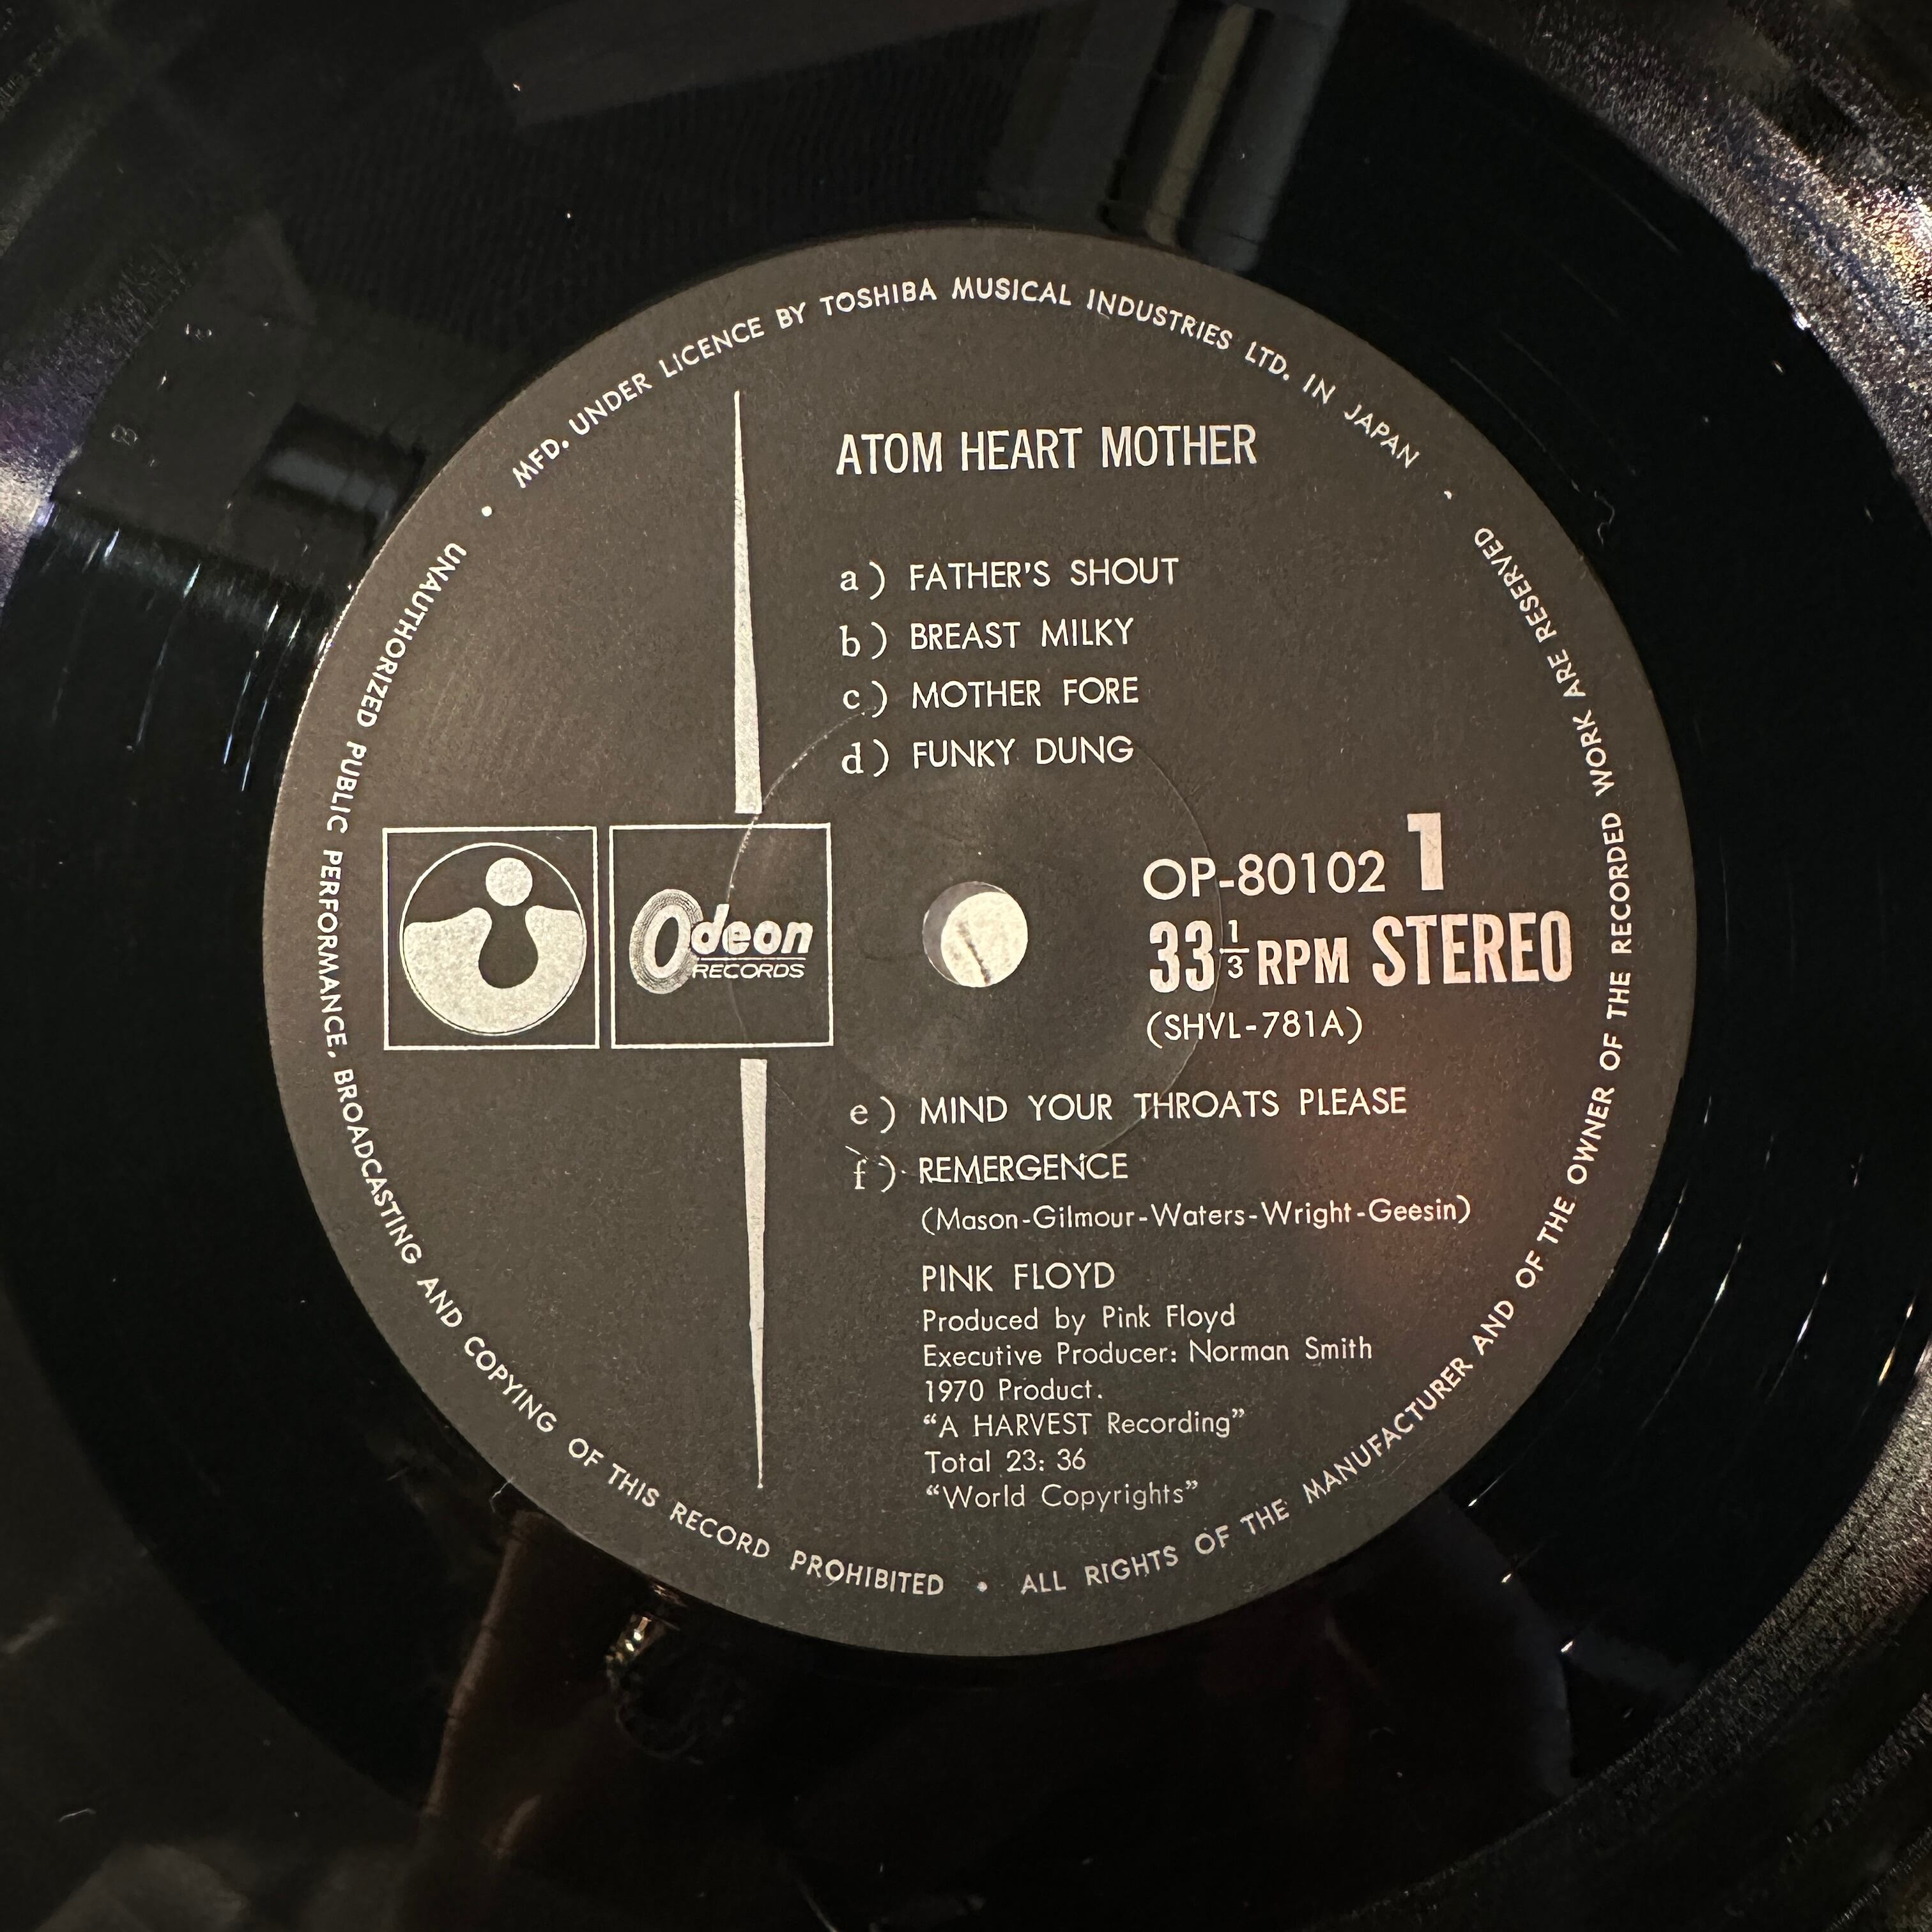 MFD. UNDER LICENCE BY TOSHIBA MUSICAL INDUSTRIES LTD. IN JAPAN •
ATOM HEART MOTHER
a) FATHER'S SHOUT
b) BREAST MILKY
c) MOTHER FORE
d) FUNKY DUNG
Odeon
RECORDS
OP-80102 1
33 1/3 RPM STEREO
(SHVL-781A)
e) MIND YOUR THROATS PLEASE
f) REMERGENCE
(Mason-Gilmour-Waters-Wright-Geesin)
PINK FLOYD
Produced by Pink Floyd
Executive Producer: Norman Smith
1970 Product.
“A HARVEST Recording”
Total 23: 36
“World Copyrights”
ALL RIGHTS OF THE MANUFACTURER AND OF THE OWNER OF THE RECORDED WORK ARE RESERVED •
UNAUTHORIZED PUBLIC PERFORMANCE, BROADCASTING AND COPYING OF THIS RECORD PROHIBITED •